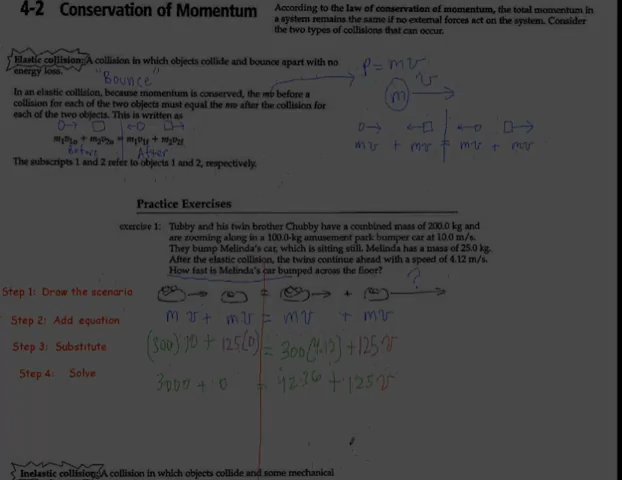 4-2 Conservation of Momentum
According to the law of conservation of momentum, the total momentum in
a system remains the same if no external forces act on the system. Consider
the two types of collisions that can occur.
Elastic collision: A collision in which objects collide and bounce apart with no
energy loss.
"Bounce"
P = mv
v
m
In an elastic collision, because momentum is conserved, the mv before a
collision for each of the two objects must equal the mv after the collision for
each of the two objects. This is written as
m₁v₁ₒ + m₂v₂ₒ = m₁v₁f + m₂v₂f
Before After
mv + mv = mv + mv
The subscripts 1 and 2 refer to objects 1 and 2, respectively.
Practice Exercises
exercise 1: Tubby and his twin brother Chubby have a combined mass of 200.0 kg and
are zooming along in a 100.0-kg amusement park bumper car at 10.0 m/s.
They bump Melinda's car, which is sitting still. Melinda has a mass of 25.0 kg.
After the elastic collision, the twins continue ahead with a speed of 4.12 m/s.
How fast is Melinda's car bumped across the floor?
?
Step 1: Draw the scenario = +
Step 2: Add equation mv + mv = mv + mv
Step 3: Substitute (300)10 + 125(0) = 300(4.12) + 125v
Step 4: Solve 3000 + 0 = 1236 + 125v
Inelastic collision: A collision in which objects collide and some mechanical